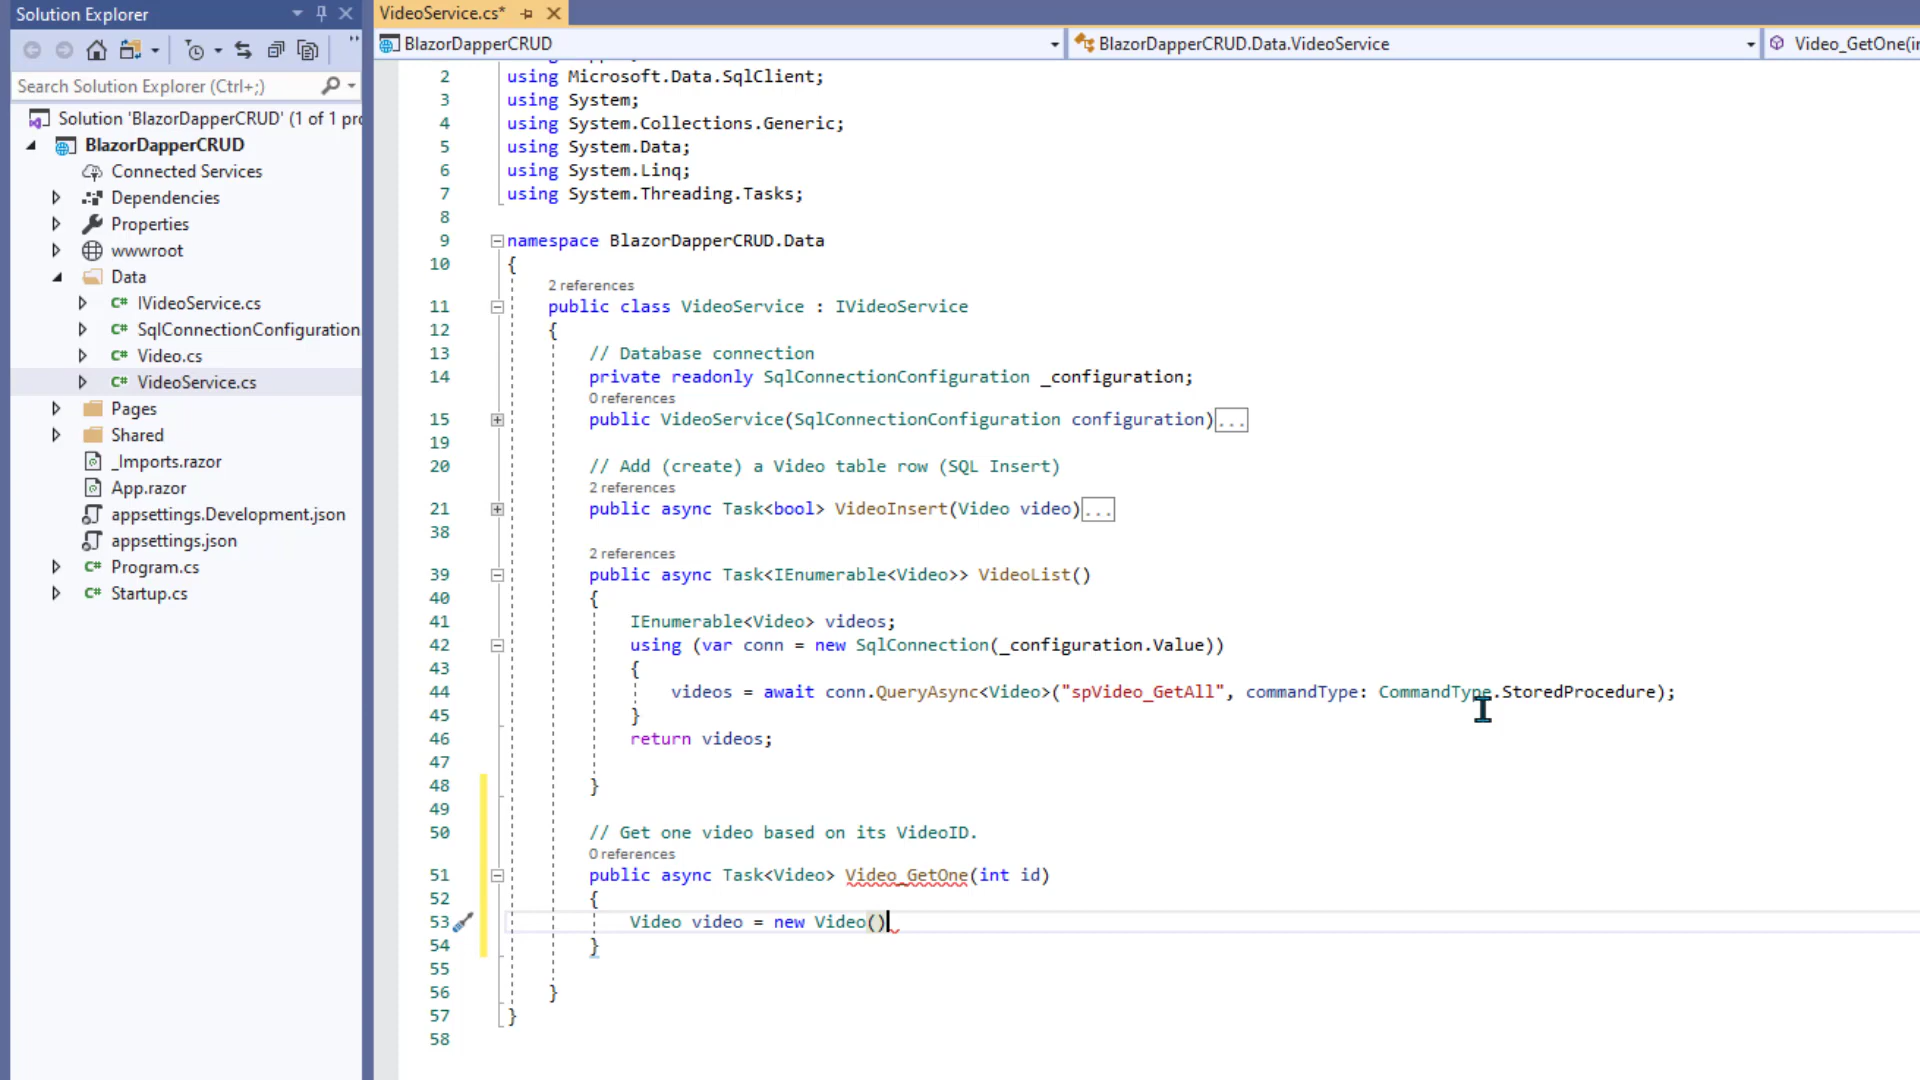 Solution Explorer
Search Solution Explorer (Ctrl+;)
Solution 'BlazorDapperCRUD' (1 of 1 pro
BlazorDapperCRUD
Connected Services
Dependencies
Properties
wwwroot
Data
IVideoService.cs
SqlConnectionConfiguration
Video.cs
VideoService.cs
Pages
Shared
_Imports.razor
App.razor
appsettings.Development.json
appsettings.json
Program.cs
Startup.cs
VideoService.cs*
BlazorDapperCRUD
BlazorDapperCRUD.Data.VideoService
Video_GetOne(in
2 using Microsoft.Data.SqlClient;
3 using System;
4 using System.Collections.Generic;
5 using System.Data;
6 using System.Linq;
7 using System.Threading.Tasks;
8
9 namespace BlazorDapperCRUD.Data
10 {
2 references
11 public class VideoService : IVideoService
12 {
13 // Database connection
14 private readonly SqlConnectionConfiguration _configuration;
0 references
15 public VideoService(SqlConnectionConfiguration configuration)...
19
20 // Add (create) a Video table row (SQL Insert)
2 references
21 public async Task<bool> VideoInsert(Video video)...
38
2 references
39 public async Task<IEnumerable<Video>> VideoList()
40 {
41 IEnumerable<Video> videos;
42 using (var conn = new SqlConnection(_configuration.Value))
43 {
44 videos = await conn.QueryAsync<Video>("spVideo_GetAll", commandType: CommandType.StoredProcedure);
45 }
46 return videos;
47
48 }
49
50 // Get one video based on its VideoID.
0 references
51 public async Task<Video> Video_GetOne(int id)
52 {
53 Video video = new Video()
54 }
55
56 }
57 }
58